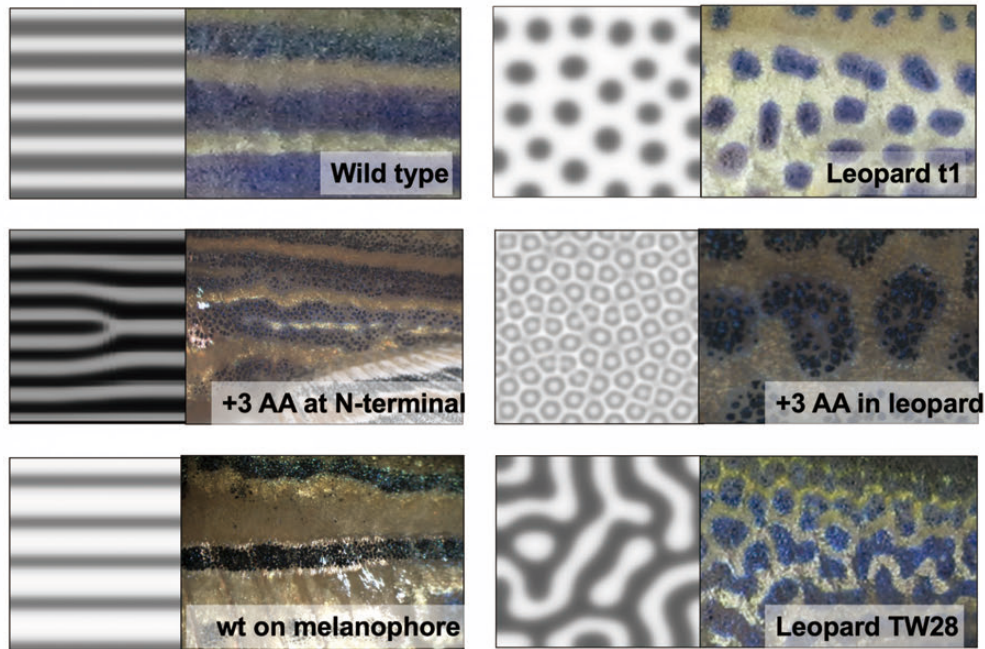 Wild type
Leopard t1
+3 AA at N-terminal
+3 AA in leopard
wt on melanophore
Leopard TW28